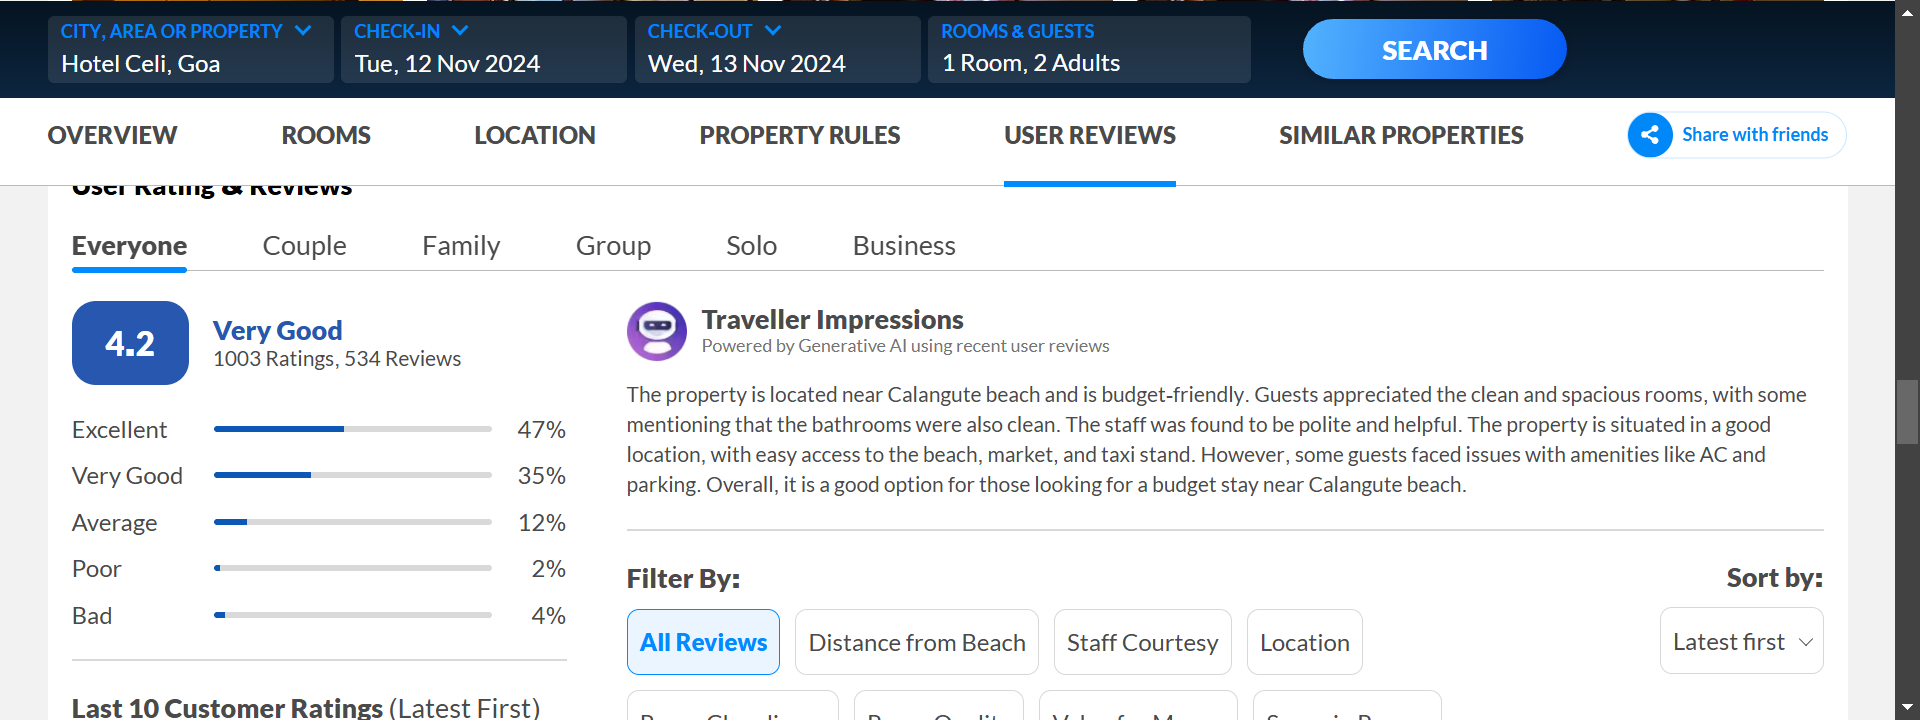 CITY, AREA OR PROPERTY
Hotel Celi, Goa
CHECK-IN
Tue, 12 Nov 2024
CHECK-OUT
Wed, 13 Nov 2024
ROOMS & GUESTS
1 Room, 2 Adults
SEARCH
OVERVIEW
ROOMS
LOCATION
PROPERTY RULES
USER REVIEWS
SIMILAR PROPERTIES
Share with friends
User Rating & Reviews
Everyone
Couple
Family
Group
Solo
Business
4.2
Very Good
1003 Ratings, 534 Reviews
Excellent 47%
Very Good 35%
Average 12%
Poor 2%
Bad 4%
Last 10 Customer Ratings (Latest First)
Traveller Impressions
Powered by Generative AI using recent user reviews
The property is located near Calangute beach and is budget-friendly. Guests appreciated the clean and spacious rooms, with some
mentioning that the bathrooms were also clean. The staff was found to be polite and helpful. The property is situated in a good
location, with easy access to the beach, market, and taxi stand. However, some guests faced issues with amenities like AC and
parking. Overall, it is a good option for those looking for a budget stay near Calangute beach.
Filter By:
Sort by:
All Reviews
Distance from Beach
Staff Courtesy
Location
Latest first